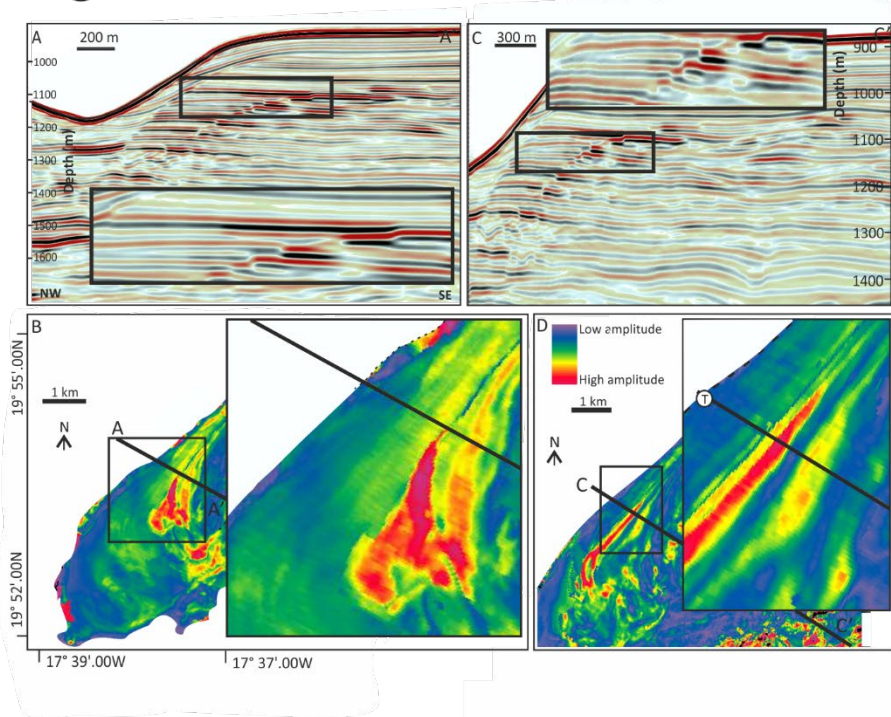 A
200 m
A'
1000
1100
1200
1300
1400
1500
1600
Depth (m)
NW
SE
C
300 m
C'
900
1000
1100
1200
1300
1400
Depth (m)
B
1 km
N
A
A'
19° 55'.00N
19° 52'.00N
17° 39'.00W
17° 37'.00W
D
Low amplitude
High amplitude
1 km
N
C
C'
T